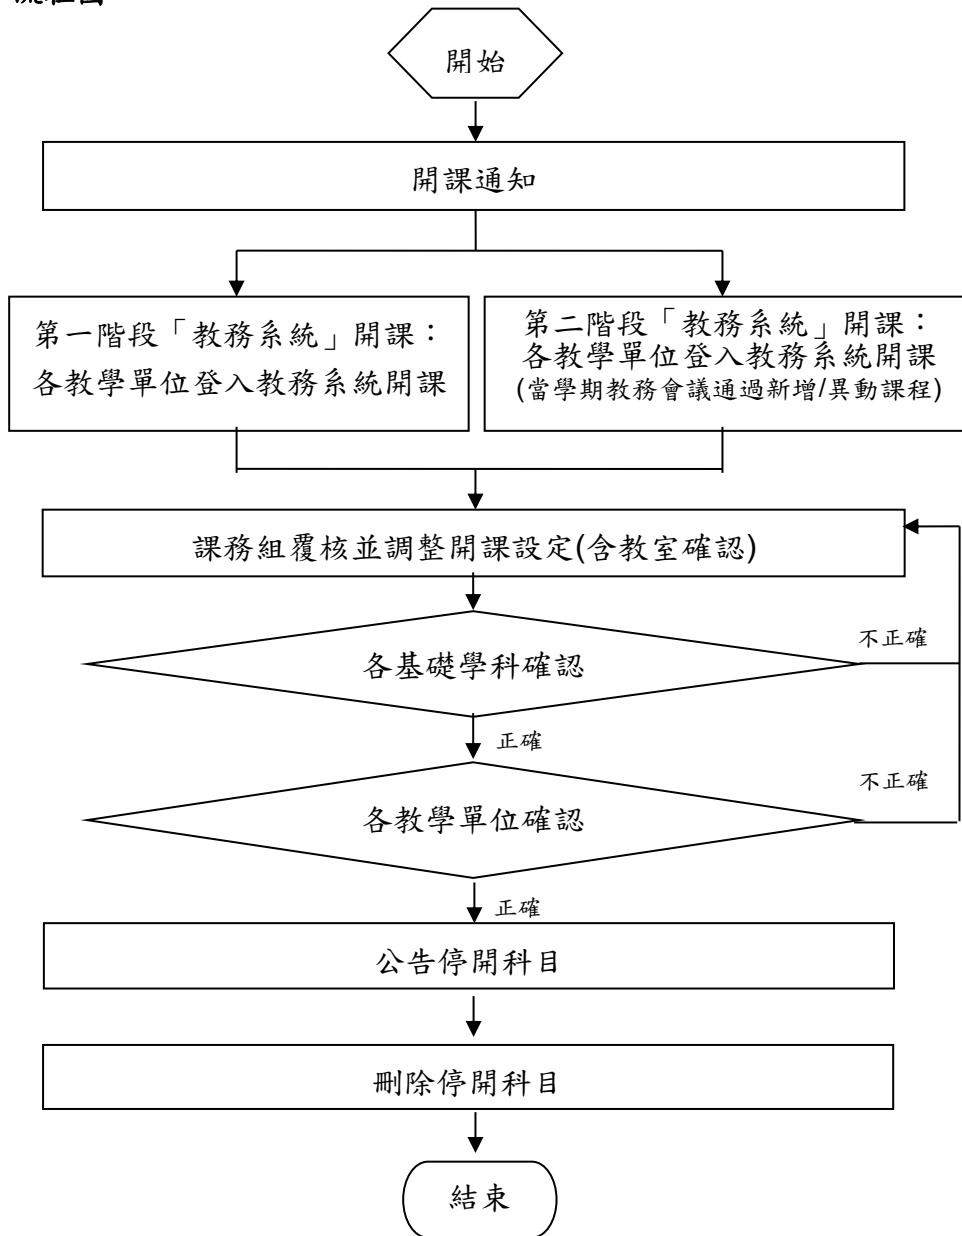 開始
開課通知
第一階段「教務系統」開課：
各教學單位登入教務系統開課
第二階段「教務系統」開課：
各教學單位登入教務系統開課
(當學期教務會議通過新增/異動課程)
課務組覆核並調整開課設定(含教室確認)
各基礎學科確認
不正確
正確
各教學單位確認
不正確
正確
公告停開科目
刪除停開科目
結束